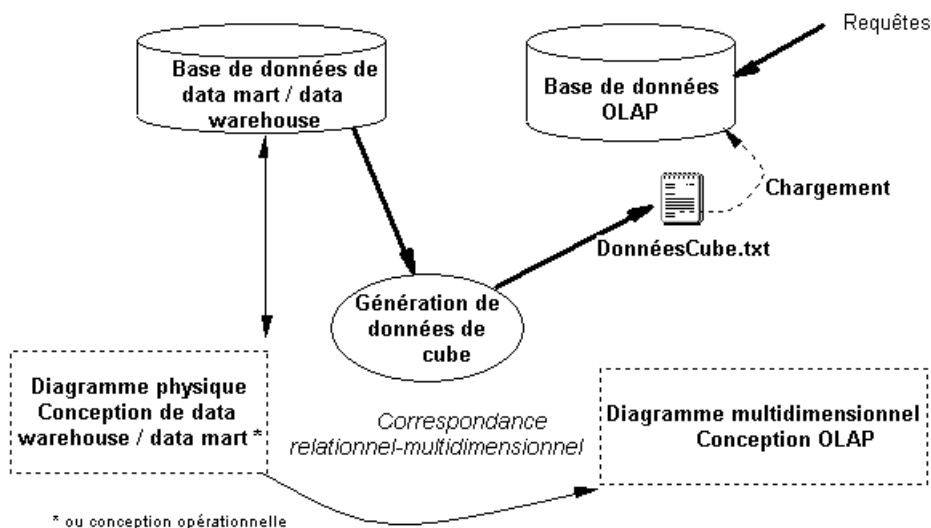 Requêtes
Base de données de
data mart / data
warehouse
Base de données
OLAP
Chargement
DonnéesCube.txt
Génération de
données de
cube
Diagramme physique
Conception de data
warehouse / data mart *
Correspondance
relationnel-multidimensionnel
Diagramme multidimensionnel
Conception OLAP
* ou conception opérationnelle